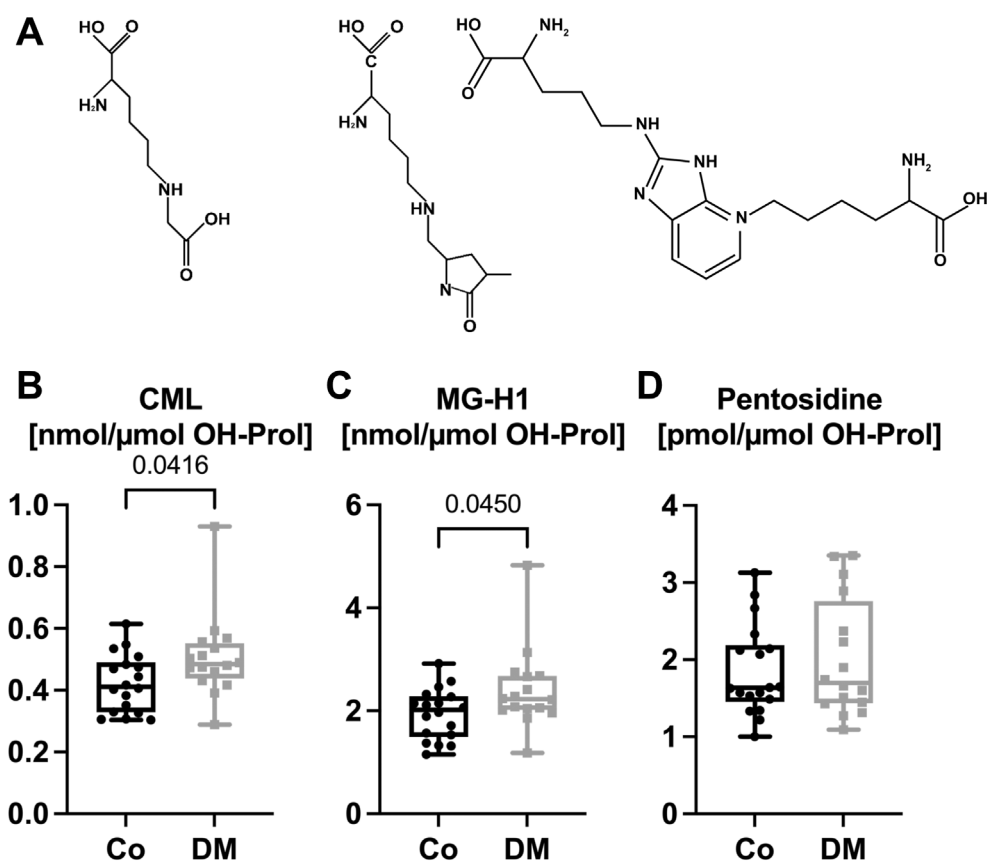 A
HO O
H₂N
NH
OH
O
HO O
C
H₂N
HN
N
O
HO NH₂
O
NH
NH
N
N
NH₂
OH
O
B
CML
[nmol/µmol OH-Prol]
0.0416
1.0
0.8
0.6
0.4
0.2
0.0
Co DM
C
MG-H1
[nmol/µmol OH-Prol]
0.0450
6
4
2
0
Co DM
D
Pentosidine
[pmol/µmol OH-Prol]
4
3
2
1
0
Co DM